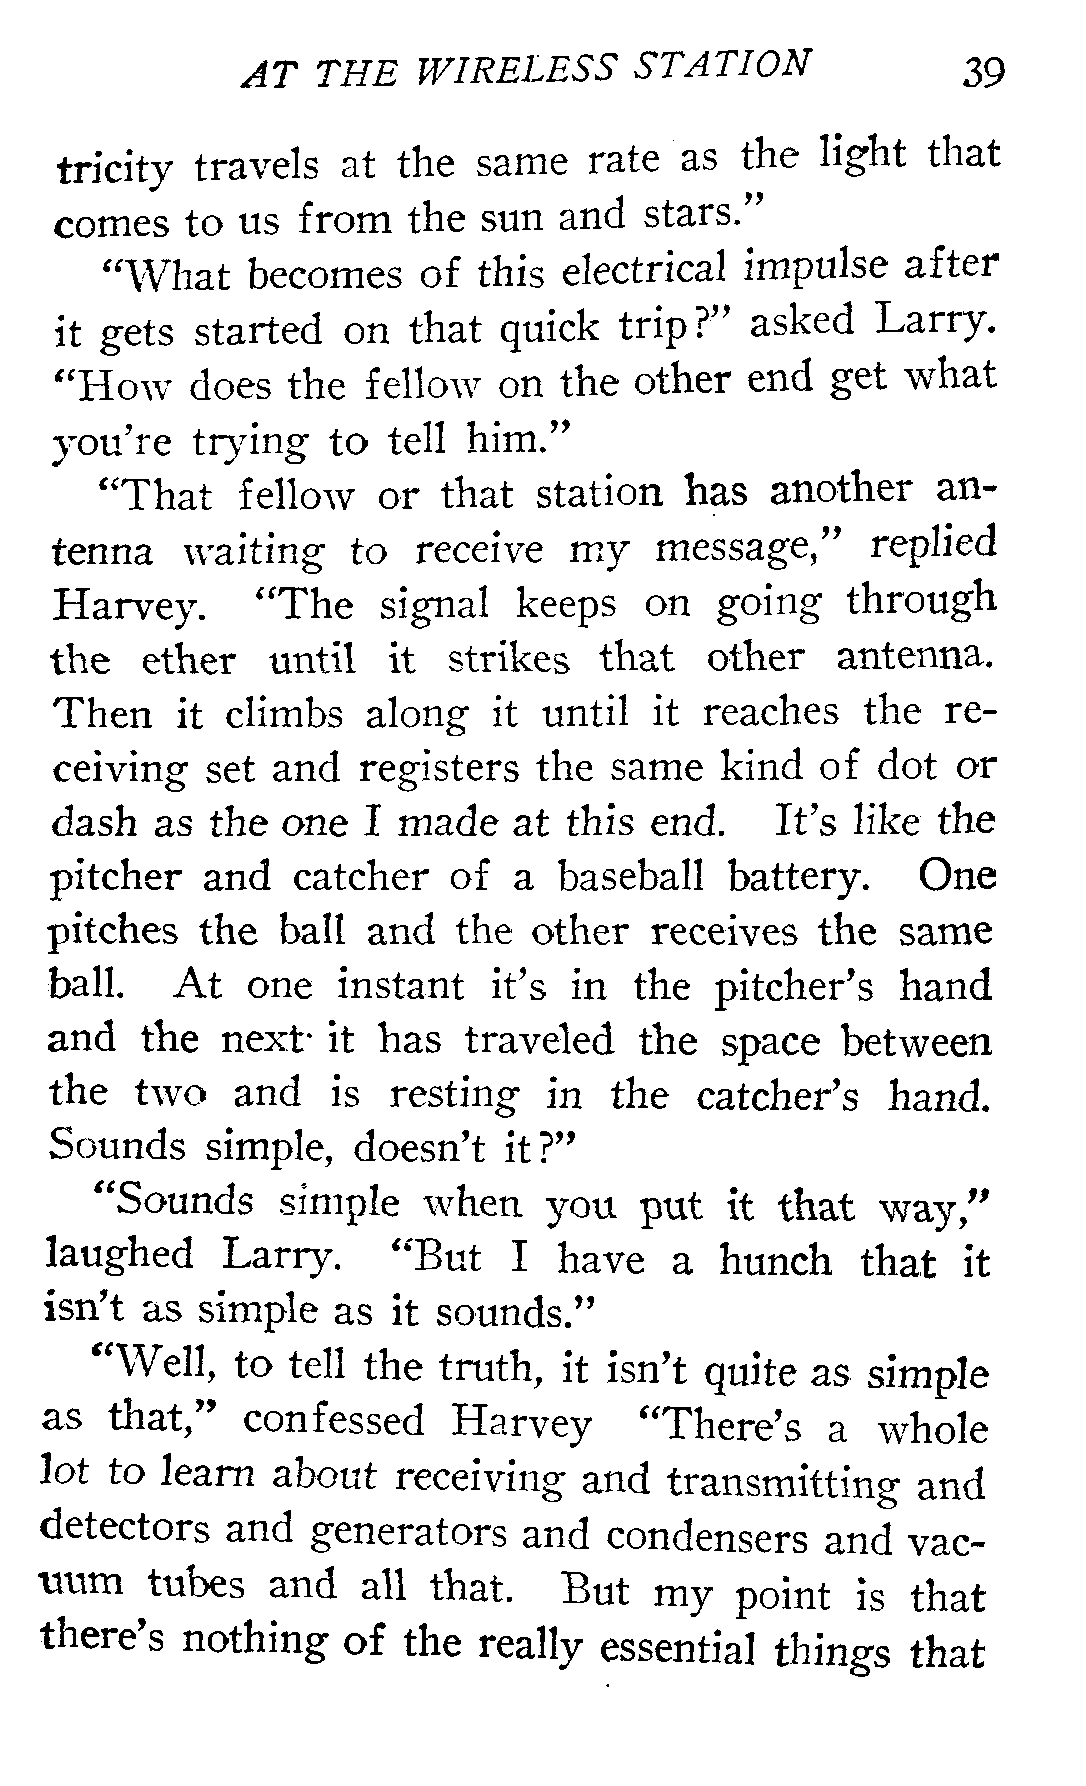 AT THE WIRELESS STATION 39
tricity travels at the same rate as the light that
comes to us from the sun and stars.”
“What becomes of this electrical impulse after
it gets started on that quick trip?” asked Larry.
“How does the fellow on the other end get what
you’re trying to tell him.”
“That fellow or that station has another an-
tenna waiting to receive my message,” replied
Harvey. “The signal keeps on going through
the ether until it strikes that other antenna.
Then it climbs along it until it reaches the re-
ceiving set and registers the same kind of dot or
dash as the one I made at this end. It’s like the
pitcher and catcher of a baseball battery. One
pitches the ball and the other receives the same
ball. At one instant it’s in the pitcher’s hand
and the next it has traveled the space between
the two and is resting in the catcher’s hand.
Sounds simple, doesn’t it?”
“Sounds simple when you put it that way,”
laughed Larry. “But I have a hunch that it
isn’t as simple as it sounds.”
“Well, to tell the truth, it isn’t quite as simple
as that,” confessed Harvey “There’s a whole
lot to learn about receiving and transmitting and
detectors and generators and condensers and vac-
uum tubes and all that. But my point is that
there’s nothing of the really essential things that